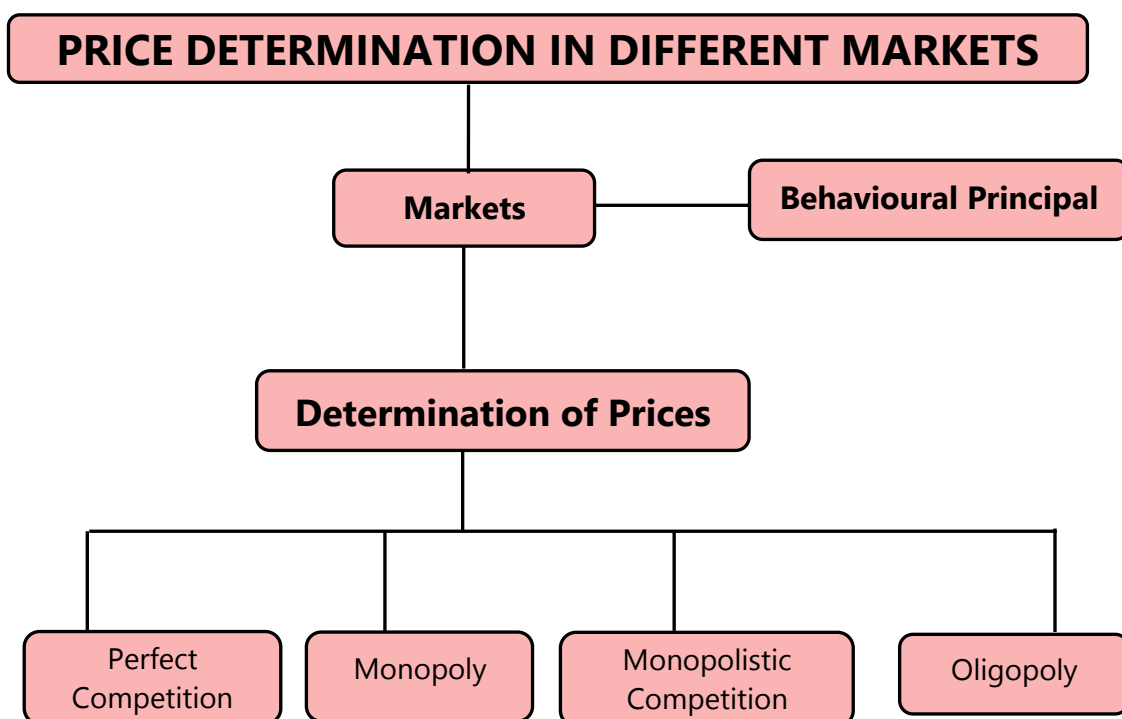 PRICE DETERMINATION IN DIFFERENT MARKETS
Markets
Behavioural Principal
Determination of Prices
Perfect
Competition
Monopoly
Monopolistic
Competition
Oligopoly